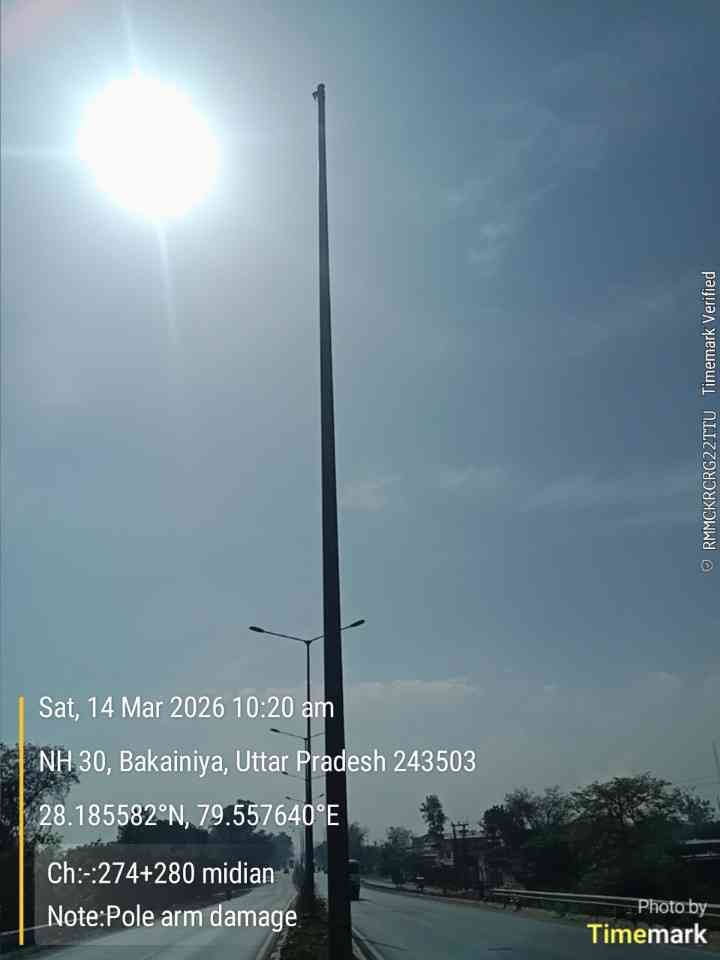 Sat, 14 Mar 2026 10:20 am
NH 30, Bakainiya, Uttar Pradesh 243503
28.185582°N, 79.557640°E
Ch:-:274+280 midian
Note:Pole arm damage
Photo by
Timemark
© RMMCKRCRG22TTU Timemark Verified